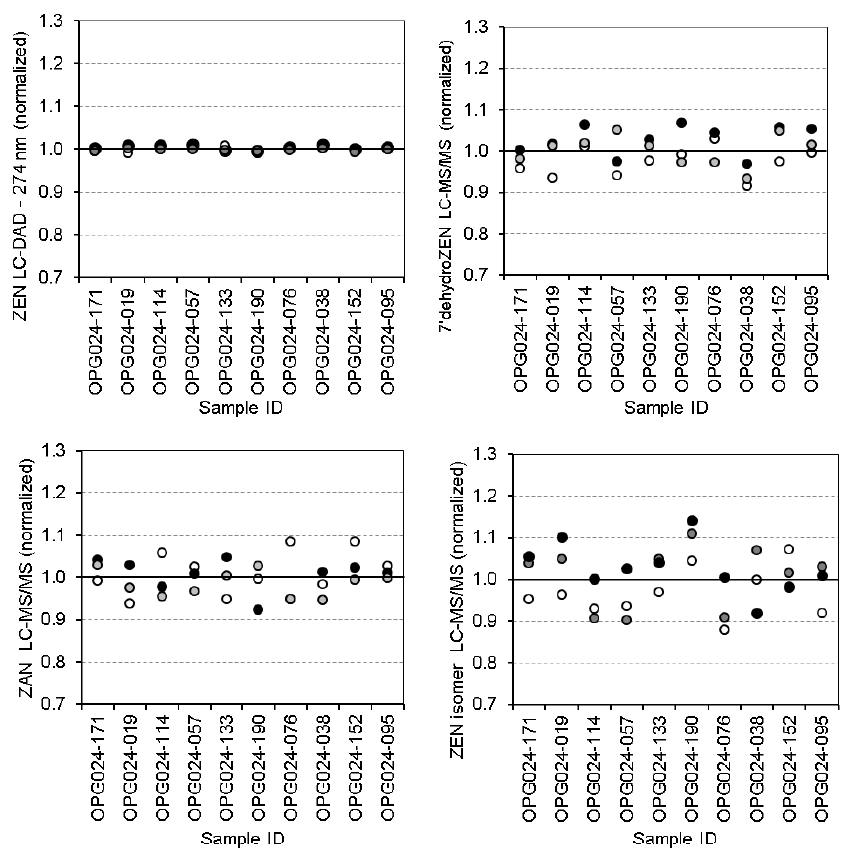 ZEN LC-DAD - 274 nm (normalized)
1.3
1.2
1.1
1.0
0.9
0.8
0.7
OPG024-171
OPG024-019
OPG024-114
OPG024-057
OPG024-133
OPG024-190
OPG024-076
OPG024-038
OPG024-152
OPG024-095
Sample ID
7'dehydroZEN LC-MS/MS (normalized)
1.3
1.2
1.1
1.0
0.9
0.8
0.7
OPG024-171
OPG024-019
OPG024-114
OPG024-057
OPG024-133
OPG024-190
OPG024-076
OPG024-038
OPG024-152
OPG024-095
Sample ID
ZAN LC-MS/MS (normalized)
1.3
1.2
1.1
1.0
0.9
0.8
0.7
OPG024-171
OPG024-019
OPG024-114
OPG024-057
OPG024-133
OPG024-190
OPG024-076
OPG024-038
OPG024-152
OPG024-095
Sample ID
ZEN isomer LC-MS/MS (normalized)
1.3
1.2
1.1
1.0
0.9
0.8
0.7
OPG024-171
OPG024-019
OPG024-114
OPG024-057
OPG024-133
OPG024-190
OPG024-076
OPG024-038
OPG024-152
OPG024-095
Sample ID